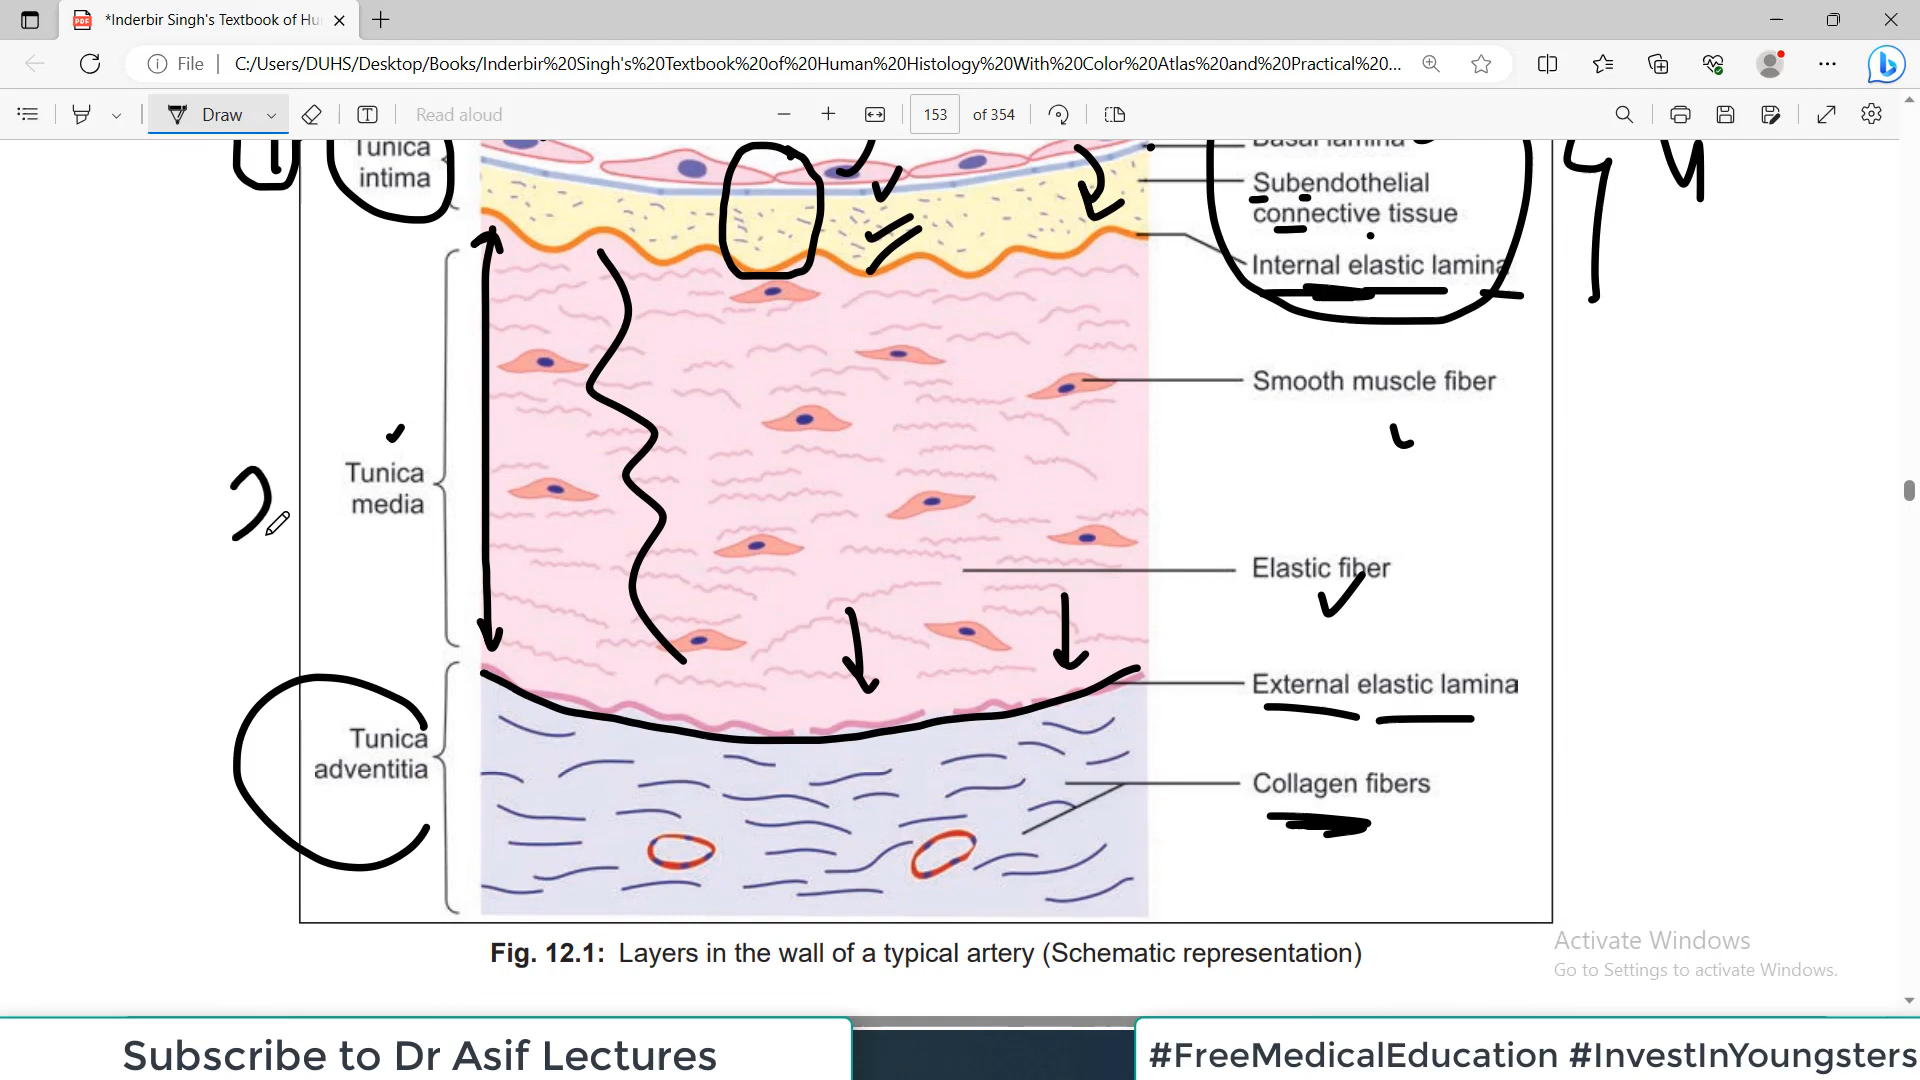 *Inderbir Singh's Textbook of Hu
File
C:/Users/DUHS/Desktop/Books/Inderbir%20Singh's%20Textbook%20of%20Human%20Histology%20With%20Color%20Atlas%20and%20Practical%20...
Draw
Read aloud
153 of 354
Tunica
intima
Basal lamina
Subendothelial
connective tissue
Internal elastic lamina
Smooth muscle fiber
Tunica
media
Elastic fiber
External elastic lamina
Tunica
adventitia
Collagen fibers
Fig. 12.1: Layers in the wall of a typical artery (Schematic representation)
Activate Windows
Go to Settings to activate Windows.
Subscribe to Dr Asif Lectures
#FreeMedicalEducation #InvestInYoungsters